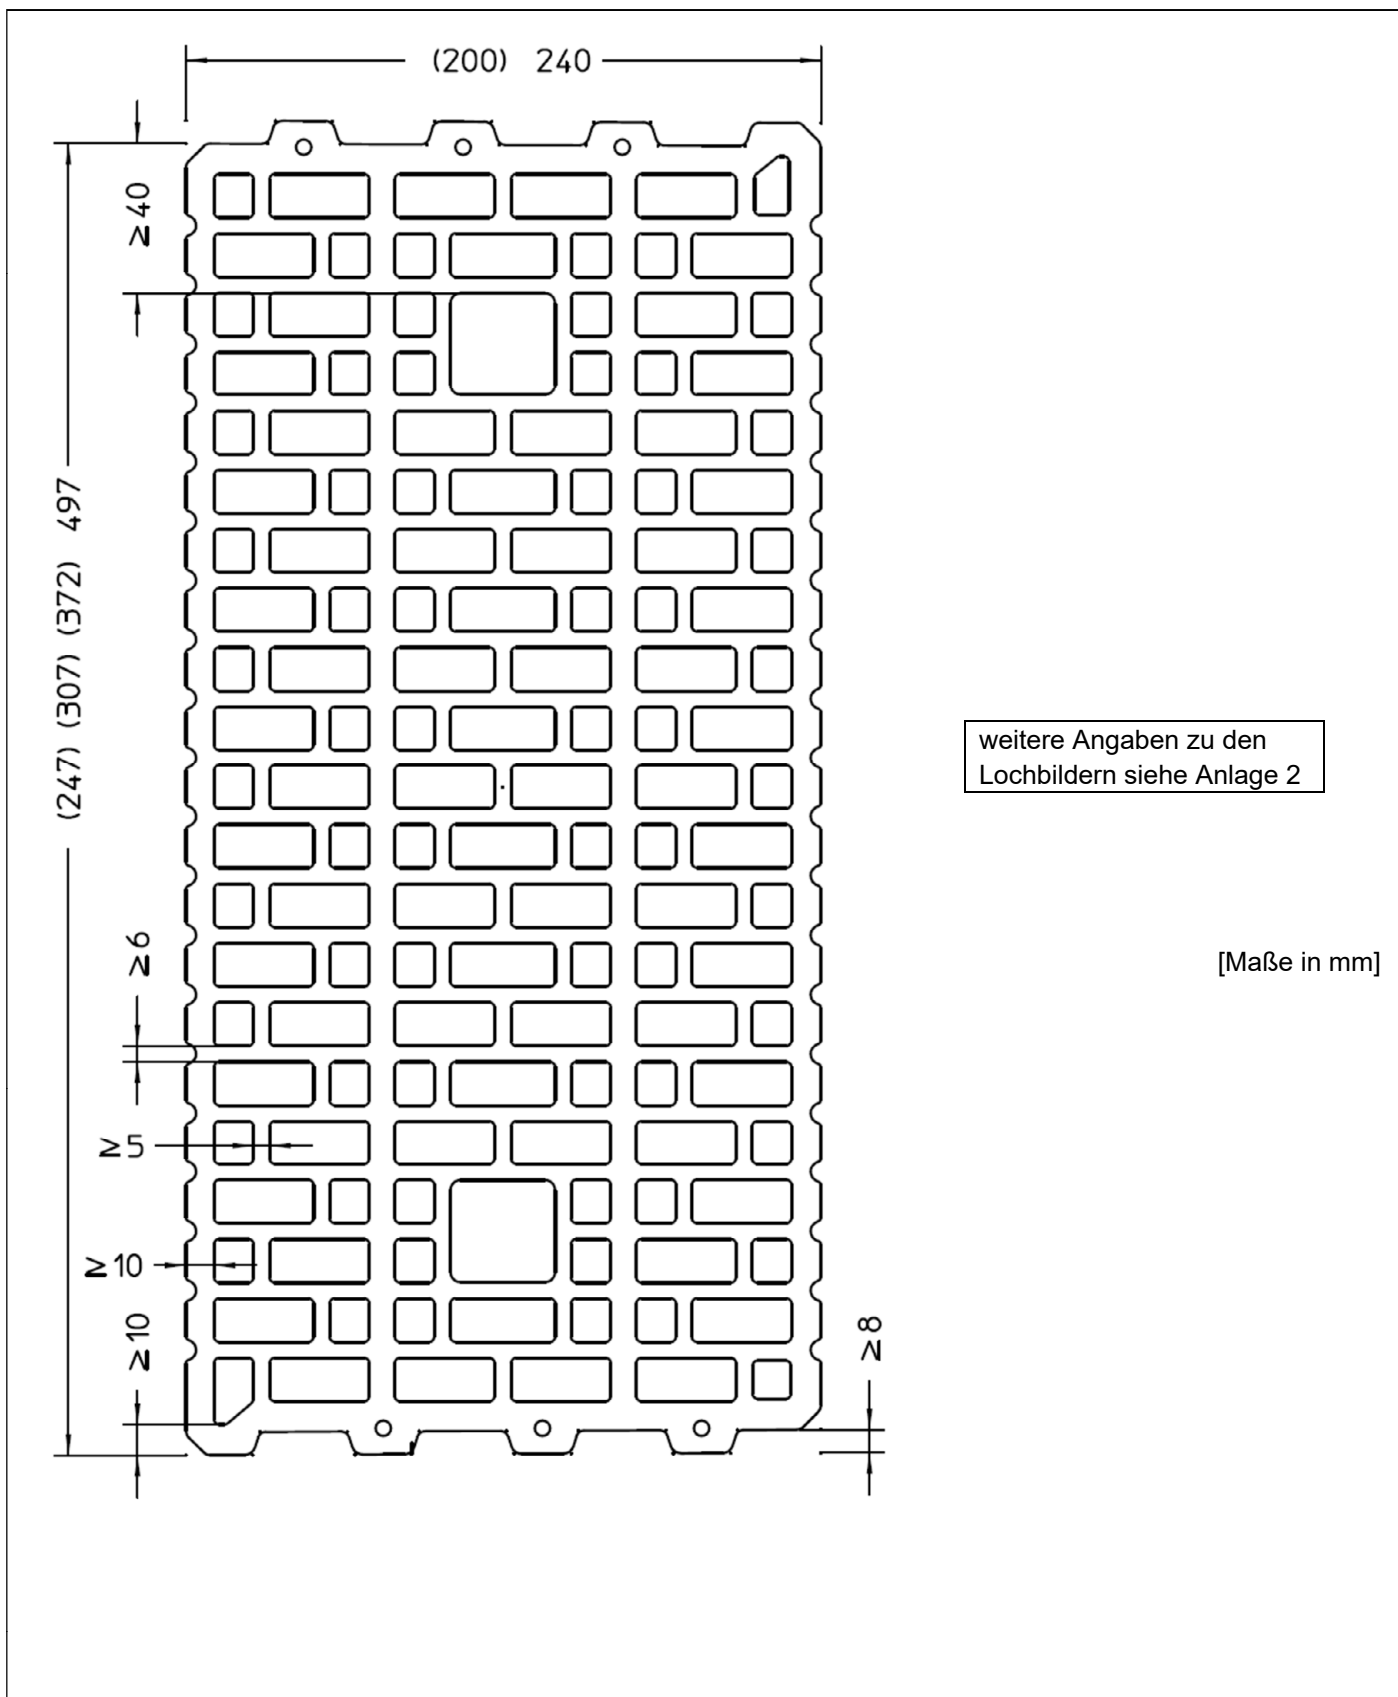 (200) 240
≥40
(247) (307) (372) 497
weitere Angaben zu den
Lochbildern siehe Anlage 2
≥6
[Maße in mm]
≥5
≥10
≥10
≥8